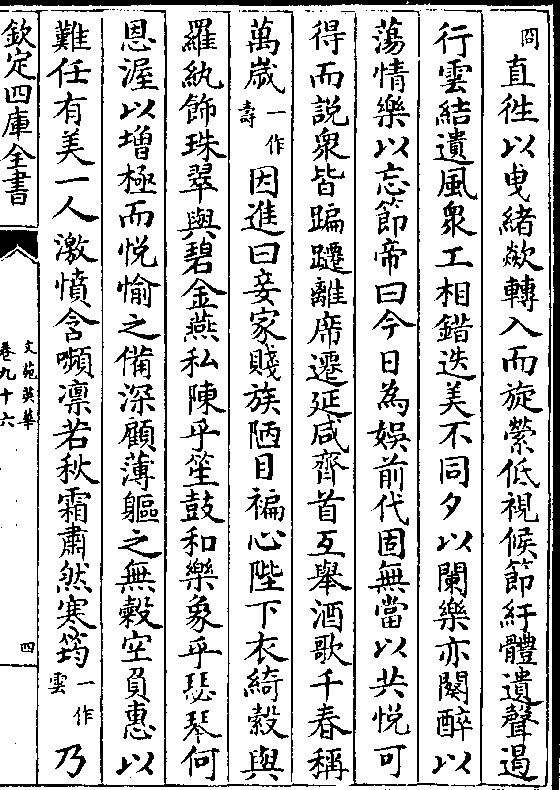 冏直徃以曵緒歘轉入而旋縈低視候節紆體遺聲遏
行雲結遺風衆工相錯迭美不同夕以闌樂亦闋醉以
蕩情樂以忘節帝曰今日為娛前代固無當以共悅可
得而說衆皆蹁躚離席遷延咸齊首互舉酒歌千春稱
萬歲一作壽因進曰妾家賤族陋目褊心陛下衣綺縠與
羅紈飾珠翠與碧金燕私陳乎笙鼓和樂象乎瑟琴何
恩渥以增極而悅愉之備深顧薄軀之無穀空負惠以
難任有美一人激憤含嚬凛若秋霜肅然寒筠一作雲乃
欽定四庫全書
文苑英華
卷九十六
四